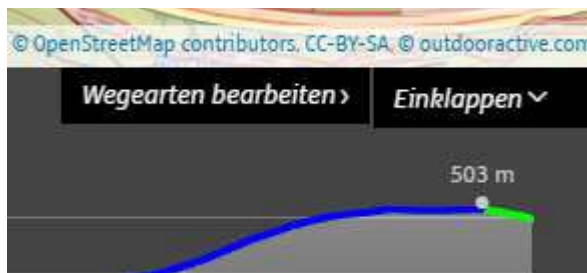 © OpenStreetMap contributors, CC-BY-SA, © outdooractive.com
Wegearten bearbeiten ›
Einklappen
503 m